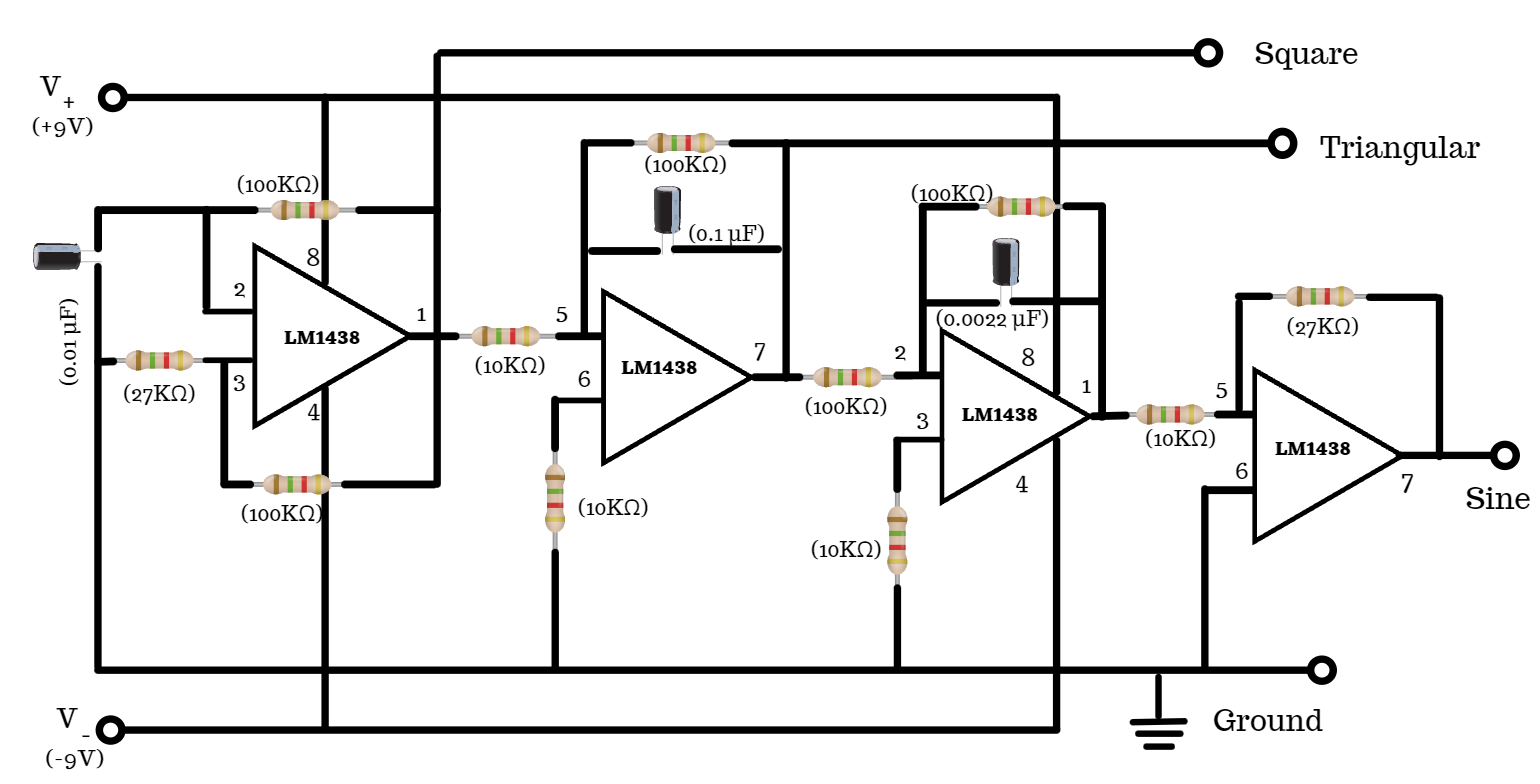 Square
V+
(+9V)
Triangular
(100KΩ)
(100KΩ)
(100KΩ)
(0.1 µF)
8
2
(0.01 µF)
LM1438
1
5
(10KΩ)
(27KΩ)
3
4
(100KΩ)
6
LM1438
7
(10KΩ)
(100KΩ)
(0.0022 µF)
2
8
1
LM1438
3
4
(10KΩ)
(10KΩ)
(27KΩ)
5
LM1438
6
7
Sine
V-
(-9V)
Ground